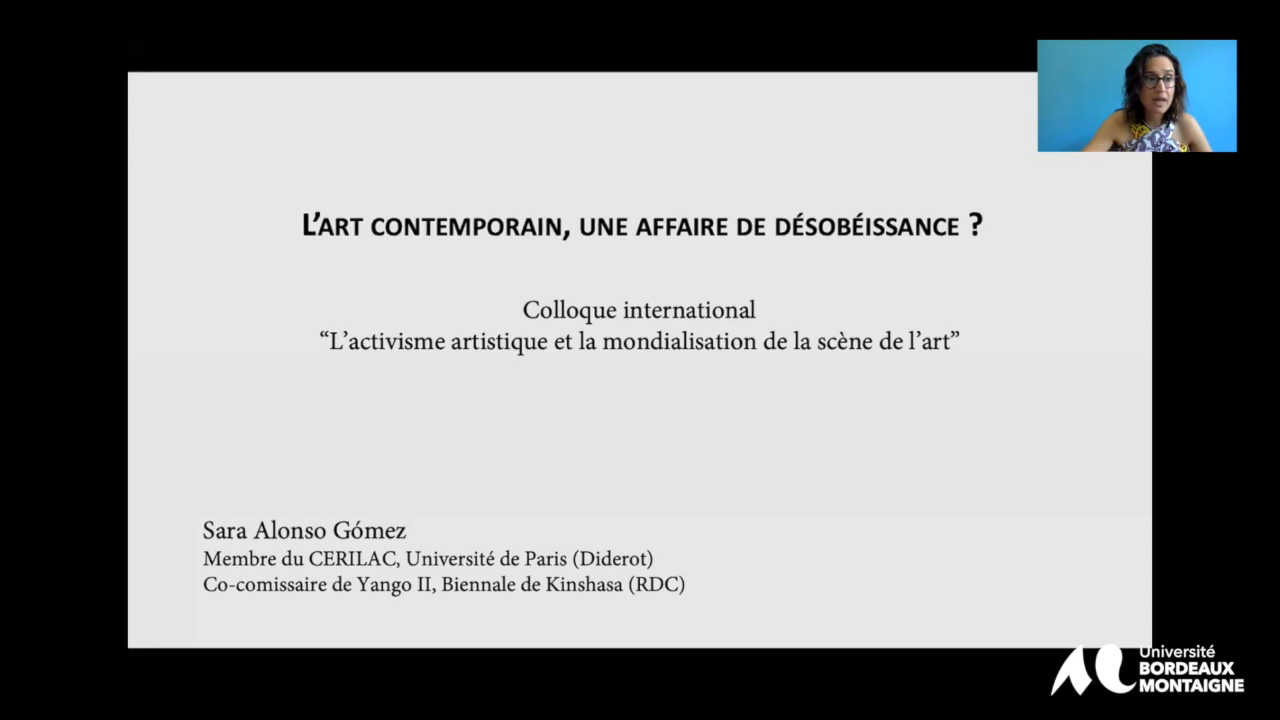 L'ART CONTEMPORAIN, UNE AFFAIRE DE DÉSOBÉISSANCE ?
Colloque international
“L'activisme artistique et la mondialisation de la scène de l'art”
Sara Alonso Gómez
Membre du CERILAC, Université de Paris (Diderot)
Co-comissaire de Yango II, Biennale de Kinshasa (RDC)
Université
BORDEAUX
MONTAIGNE